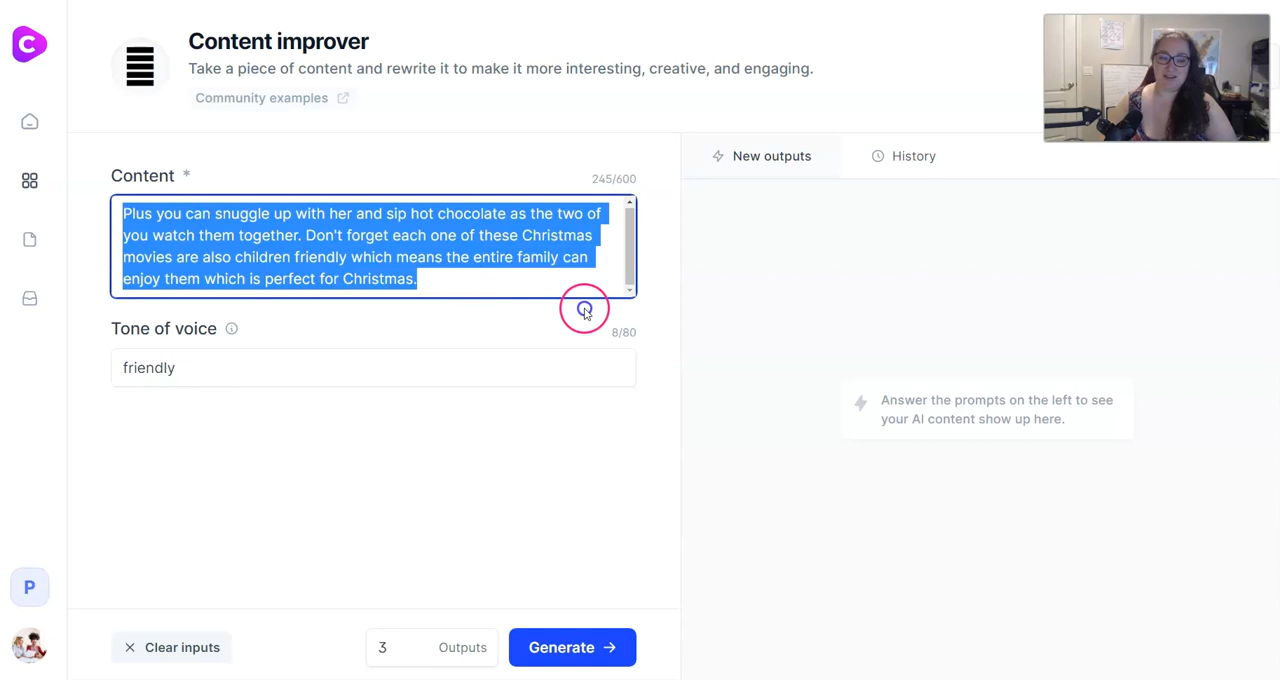 C
Content improver
Take a piece of content and rewrite it to make it more interesting, creative, and engaging.
Community examples
Content *
245/600
Plus you can snuggle up with her and sip hot chocolate as the two of
you watch them together. Don't forget each one of these Christmas
movies are also children friendly which means the entire family can
enjoy them which is perfect for Christmas.
Tone of voice
8/80
friendly
Clear inputs
3 Outputs
Generate →
P
New outputs
History
Answer the prompts on the left to see
your AI content show up here.